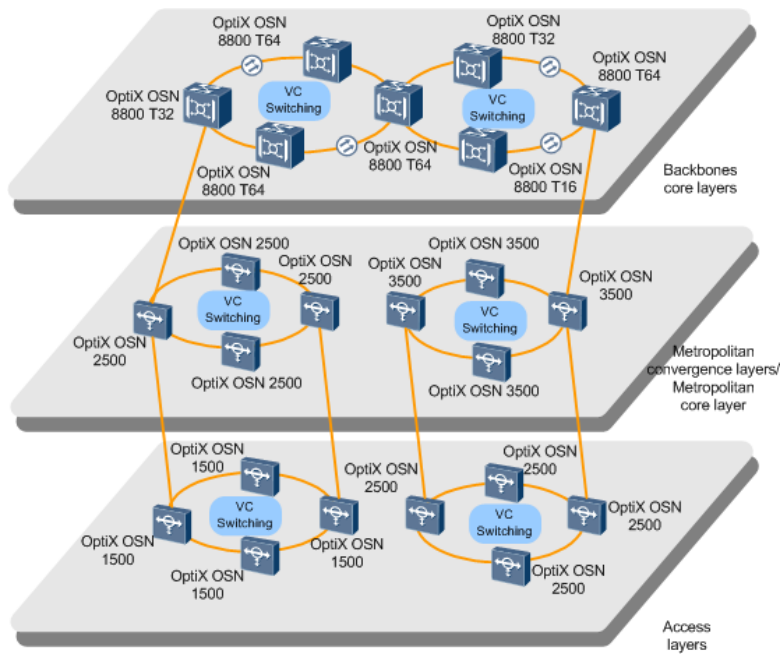 OptiX OSN
8800 T64
OptiX OSN
8800 T32
OptiX OSN
8800 T64
OptiX OSN
8800 T32
VC
Switching
VC
Switching
OptiX OSN
8800 T64
OptiX OSN
8800 T64
OptiX OSN
8800 T16
Backbones
core layers
OptiX OSN 2500
OptiX OSN
2500
OptiX OSN 3500
OptiX OSN
3500
OptiX OSN
3500
VC
Switching
VC
Switching
OptiX OSN
2500
OptiX OSN 2500
OptiX OSN 3500
Metropolitan
convergence layers/
Metropolitan
core layer
OptiX OSN
1500
OptiX OSN
2500
OptiX OSN
2500
OptiX OSN
2500
VC
Switching
VC
Switching
OptiX OSN
1500
OptiX OSN
1500
OptiX OSN
1500
OptiX OSN
2500
Access
layers